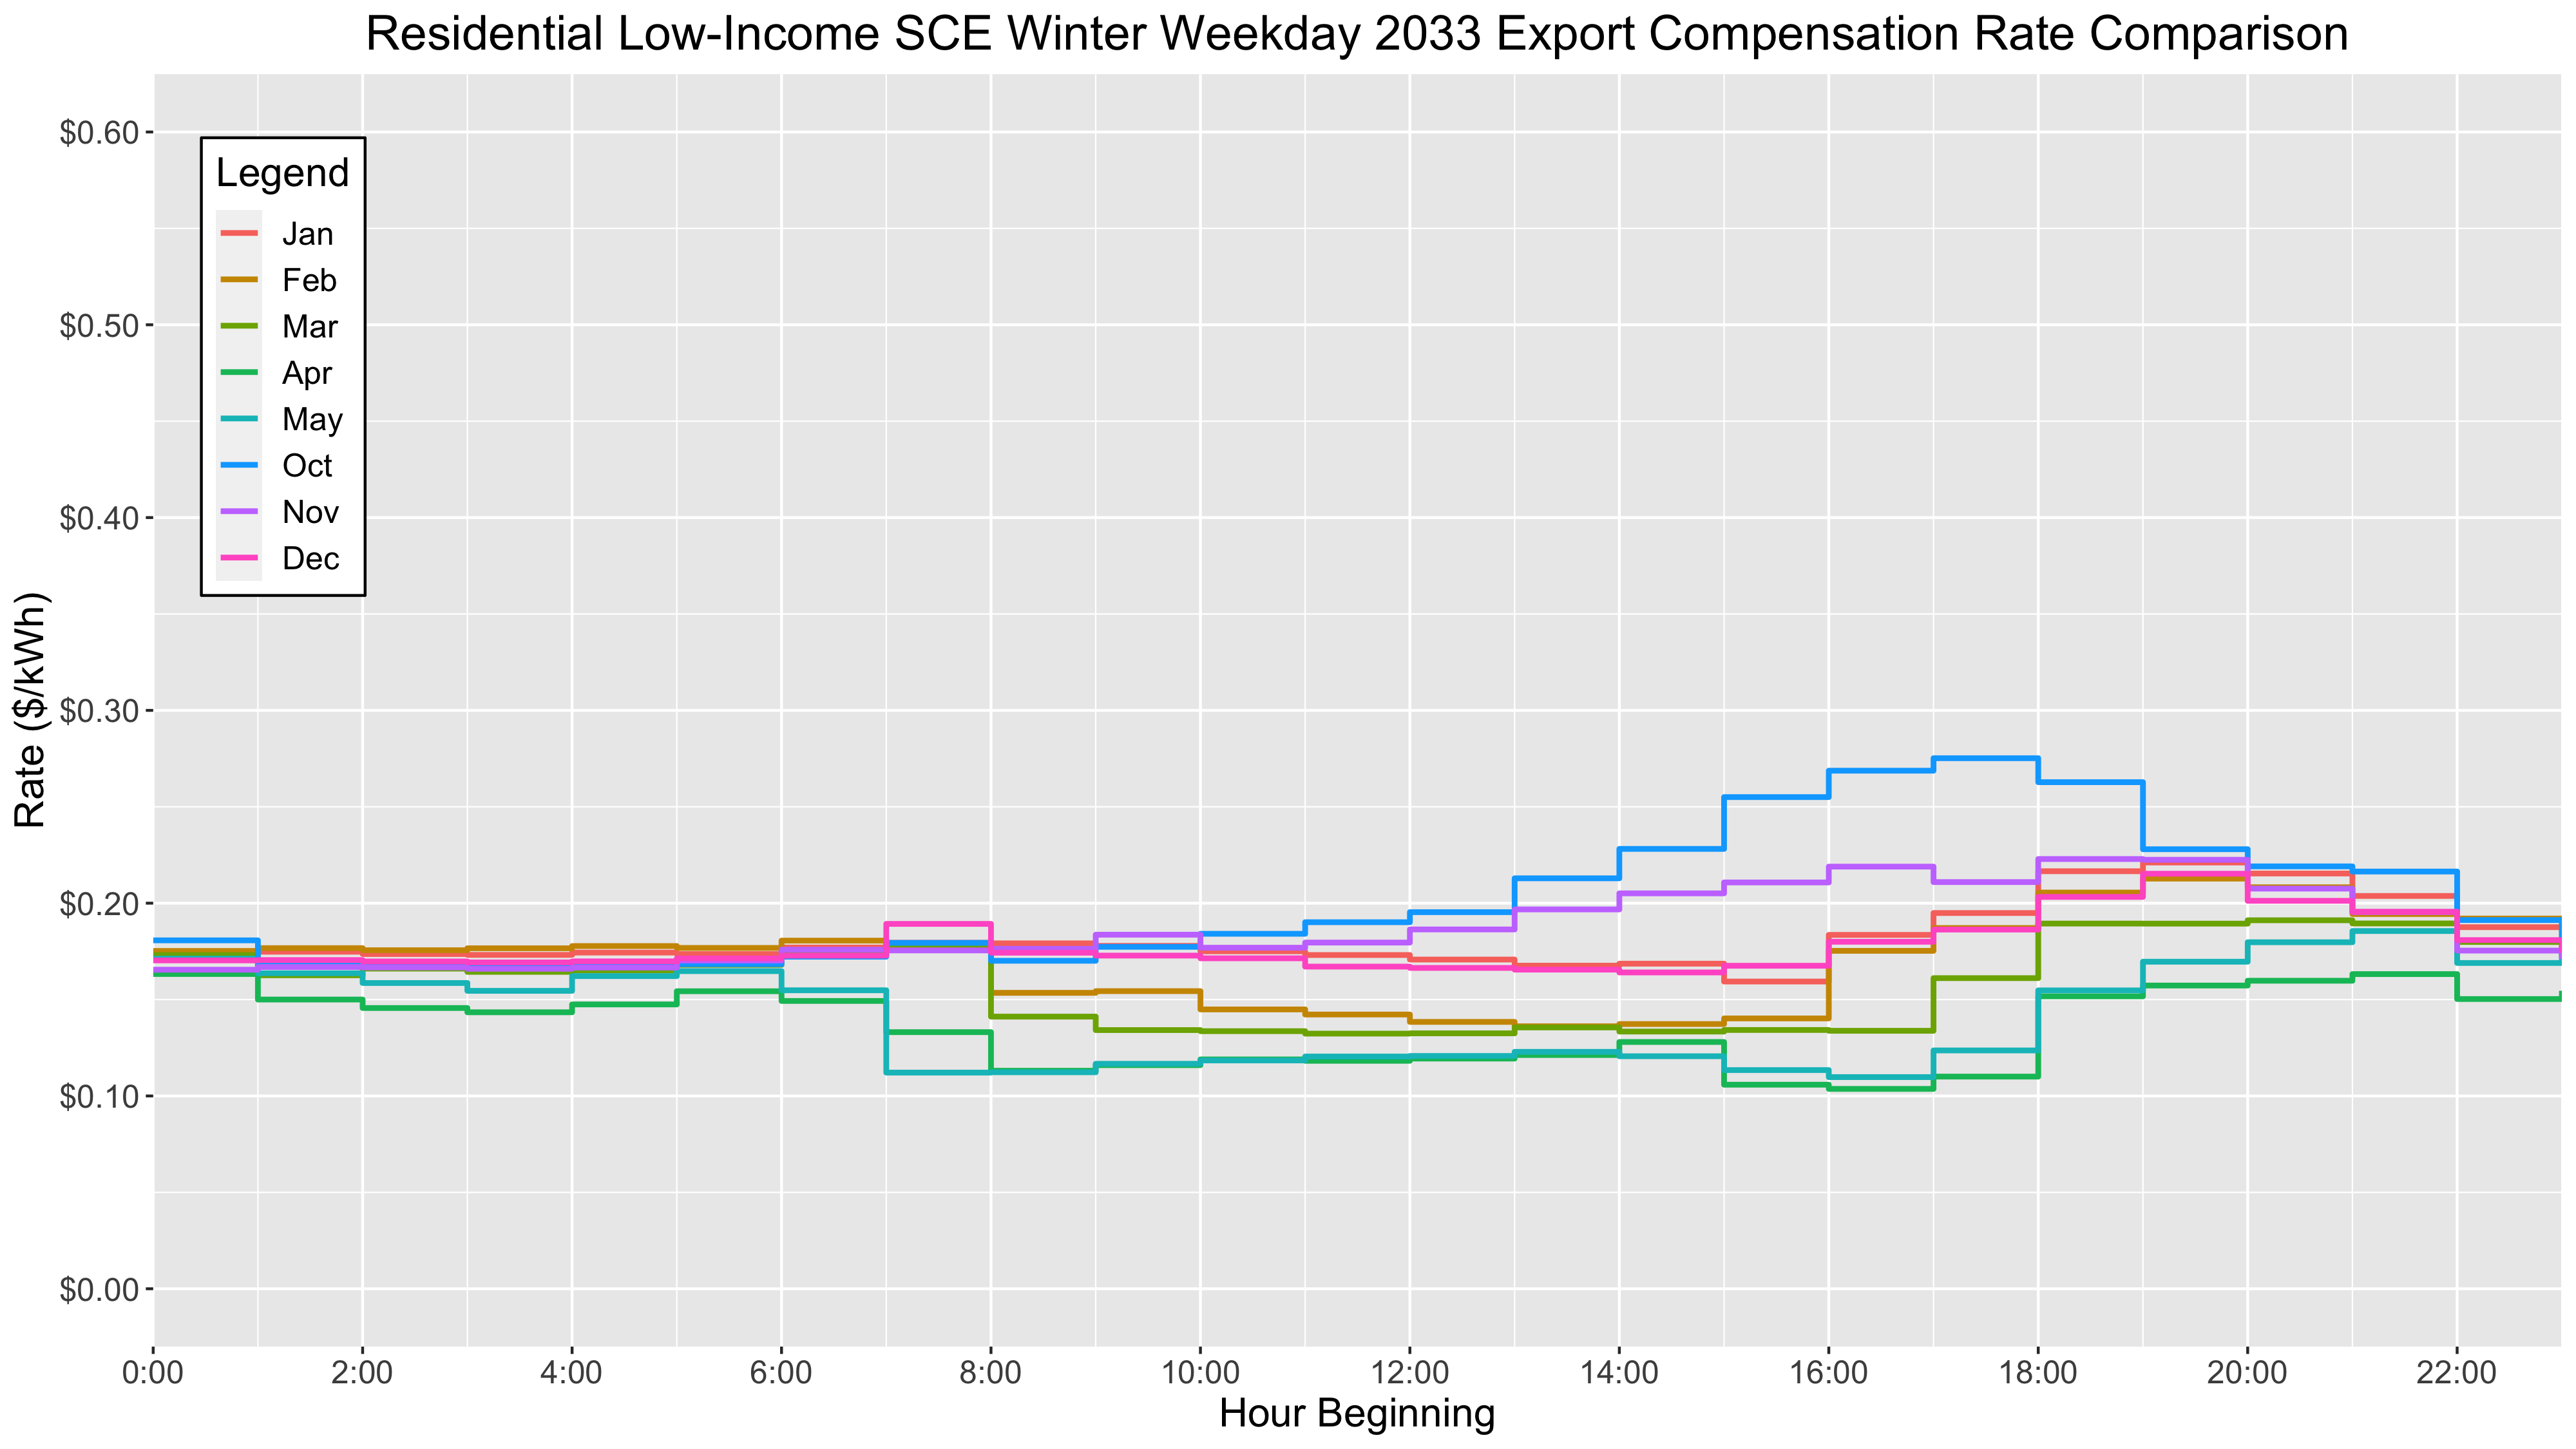 Residential Low-Income SCE Winter Weekday 2033 Export Compensation Rate Comparison
$0.60
$0.50
$0.40
$0.30
$0.20
$0.10
$0.00
Rate ($/kWh)
Legend
Jan
Feb
Mar
Apr
May
Oct
Nov
Dec
0:00 2:00 4:00 6:00 8:00 10:00 12:00 14:00 16:00 18:00 20:00 22:00
Hour Beginning